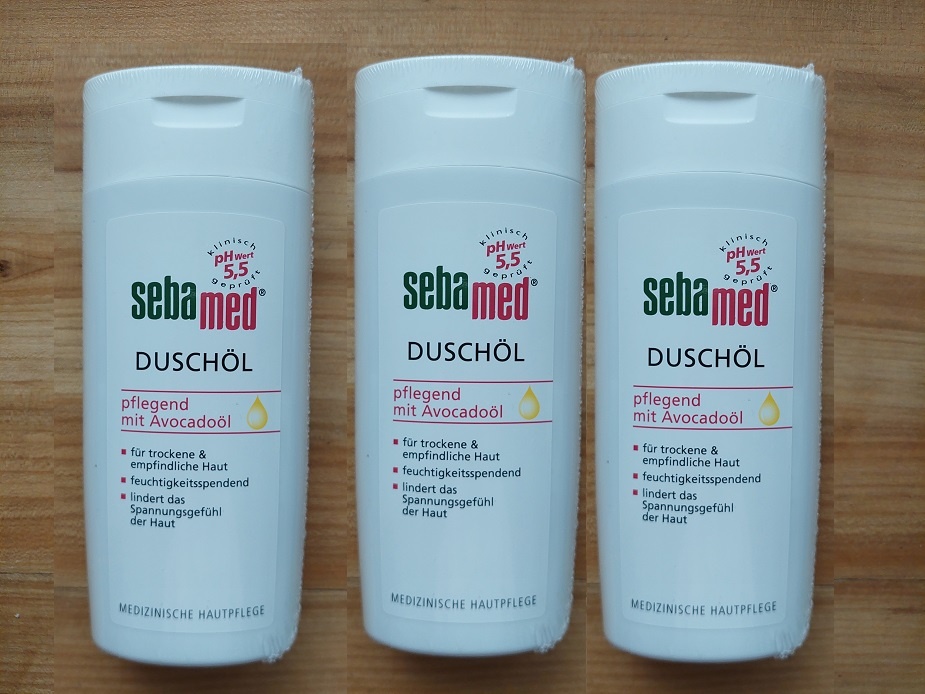 klinisch
pH Wert
5,5
geprüft
sebamed®
DUSCHÖL
pflegend
mit Avocadoöl
für trockene &
empfindliche Haut
feuchtigkeitsspendend
lindert das
Spannungsgefühl
der Haut
MEDIZINISCHE HAUTPFLEGE
klinisch
pH Wert
5,5
geprüft
sebamed®
DUSCHÖL
pflegend
mit Avocadoöl
für trockene &
empfindliche Haut
feuchtigkeitsspendend
lindert das
Spannungsgefühl
der Haut
MEDIZINISCHE HAUTPFLEGE
klinisch
pH Wert
5,5
geprüft
sebamed®
DUSCHÖL
pflegend
mit Avocadoöl
für trockene &
empfindliche Haut
feuchtigkeitsspendend
lindert das
Spannungsgefühl
der Haut
MEDIZINISCHE HAUTPFLEGE